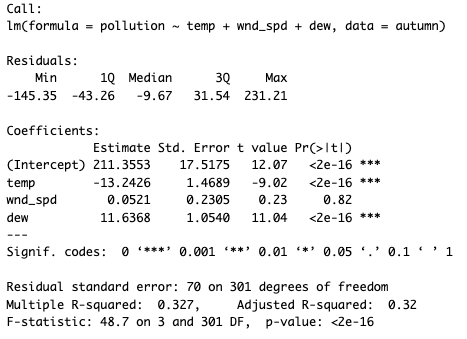 Call:
lm(formula = pollution ~ temp + wnd_spd + dew, data = autumn)
Residuals:
Min 1Q Median 3Q Max
-145.35 -43.26 -9.67 31.54 231.21
Coefficients:
Estimate Std. Error t value Pr(>|t|)
(Intercept) 211.3553 17.5175 12.07 <2e-16 ***
temp -13.2426 1.4689 -9.02 <2e-16 ***
wnd_spd 0.0521 0.2305 0.23 0.82
dew 11.6368 1.0540 11.04 <2e-16 ***
---
Signif. codes: 0 ‘***’ 0.001 ‘**’ 0.01 ‘*’ 0.05 ‘.’ 0.1 ‘ ’ 1
Residual standard error: 70 on 301 degrees of freedom
Multiple R-squared: 0.327, Adjusted R-squared: 0.32
F-statistic: 48.7 on 3 and 301 DF, p-value: <2e-16